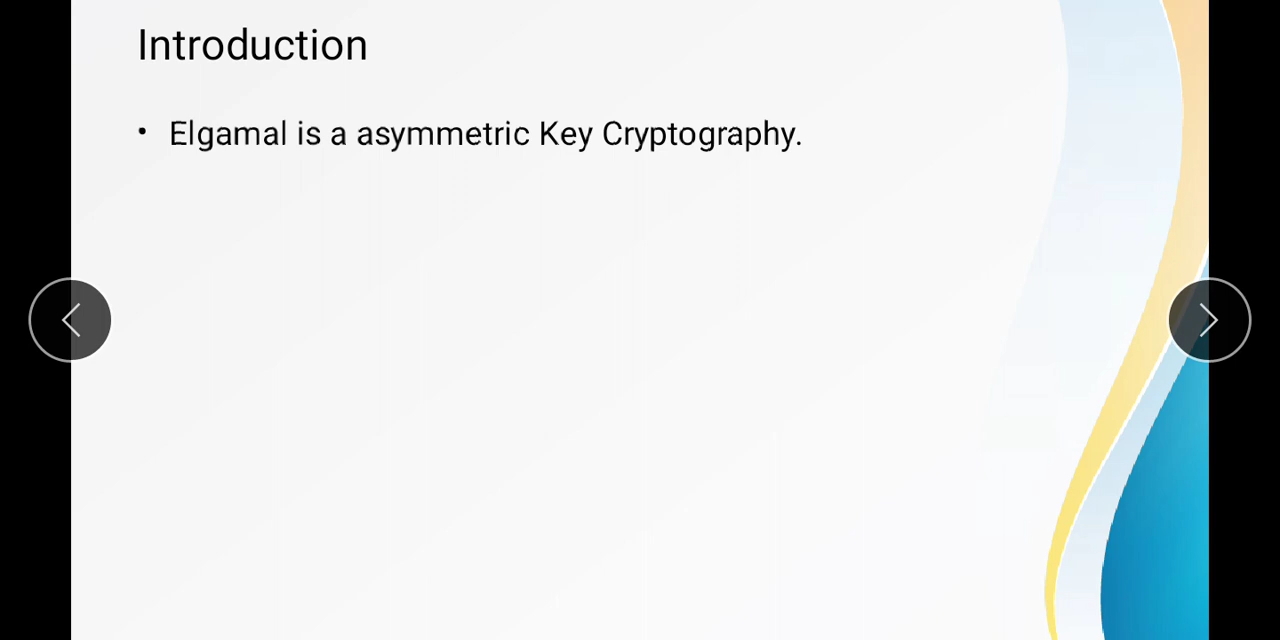 Introduction
• Elgamal is a asymmetric Key Cryptography.